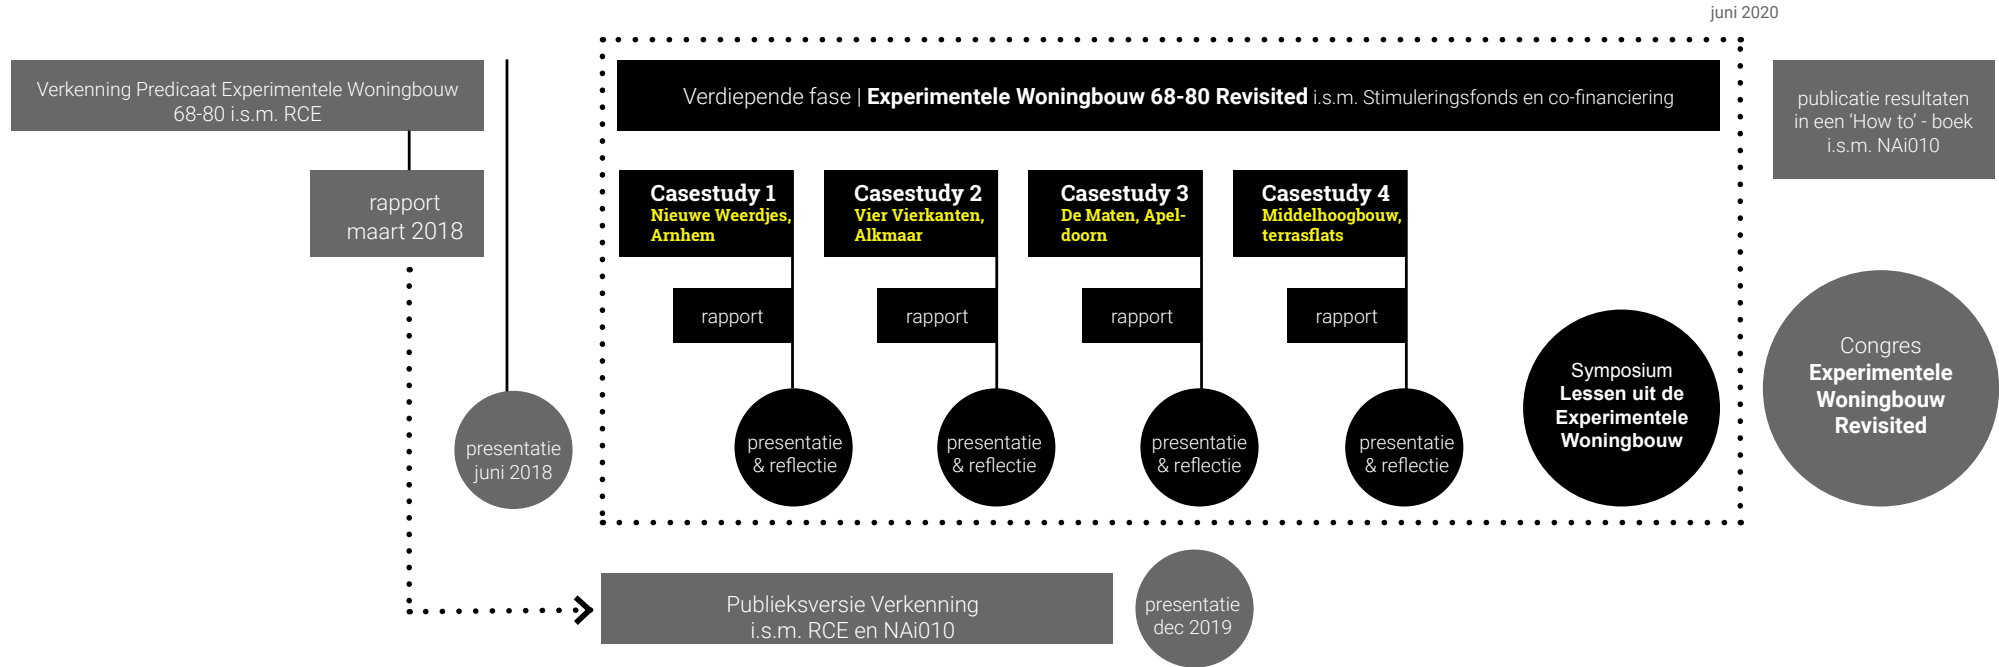 juni 2020
Verkenning Predicaat Experimentele Woningbouw
68-80 i.s.m. RCE
rapport
maart 2018
presentatie
juni 2018
Verdiepende fase | Experimentele Woningbouw 68-80 Revisited i.s.m. Stimuleringsfonds en co-financiering
Casestudy 1
Nieuwe Weerdjes,
Arnhem
rapport
presentatie
& reflectie
Casestudy 2
Vier Vierkanten,
Alkmaar
rapport
presentatie
& reflectie
Casestudy 3
De Maten, Apel-
doorn
rapport
presentatie
& reflectie
Casestudy 4
Middelhoogbouw,
terrasflats
rapport
presentatie
& reflectie
Symposium
Lessen uit de
Experimentele
Woningbouw
publicatie resultaten
in een ‘How to’ - boek
i.s.m. NAi010
Congres
Experimentele
Woningbouw
Revisited
Publieksversie Verkenning
i.s.m. RCE en NAi010
presentatie
dec 2019